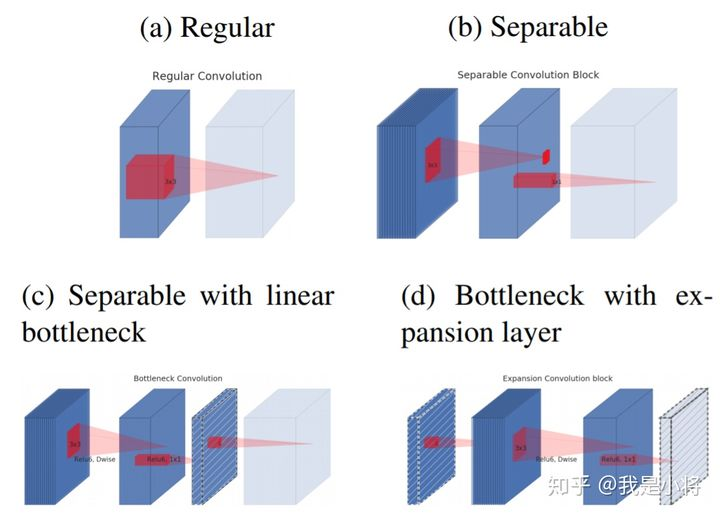 (a) Regular
(b) Separable
Regular Convolution
Separable Convolution Block
3x3
3x3
1x1
(c) Separable with linear
bottleneck
(d) Bottleneck with ex-
pansion layer
Bottleneck Convolution
Expansion Convolution block
3x3
Relu6, Dwise
Relu6, 1x1
3x3
Relu6, Dwise
Relu6, 1x1
知乎 @我是小将